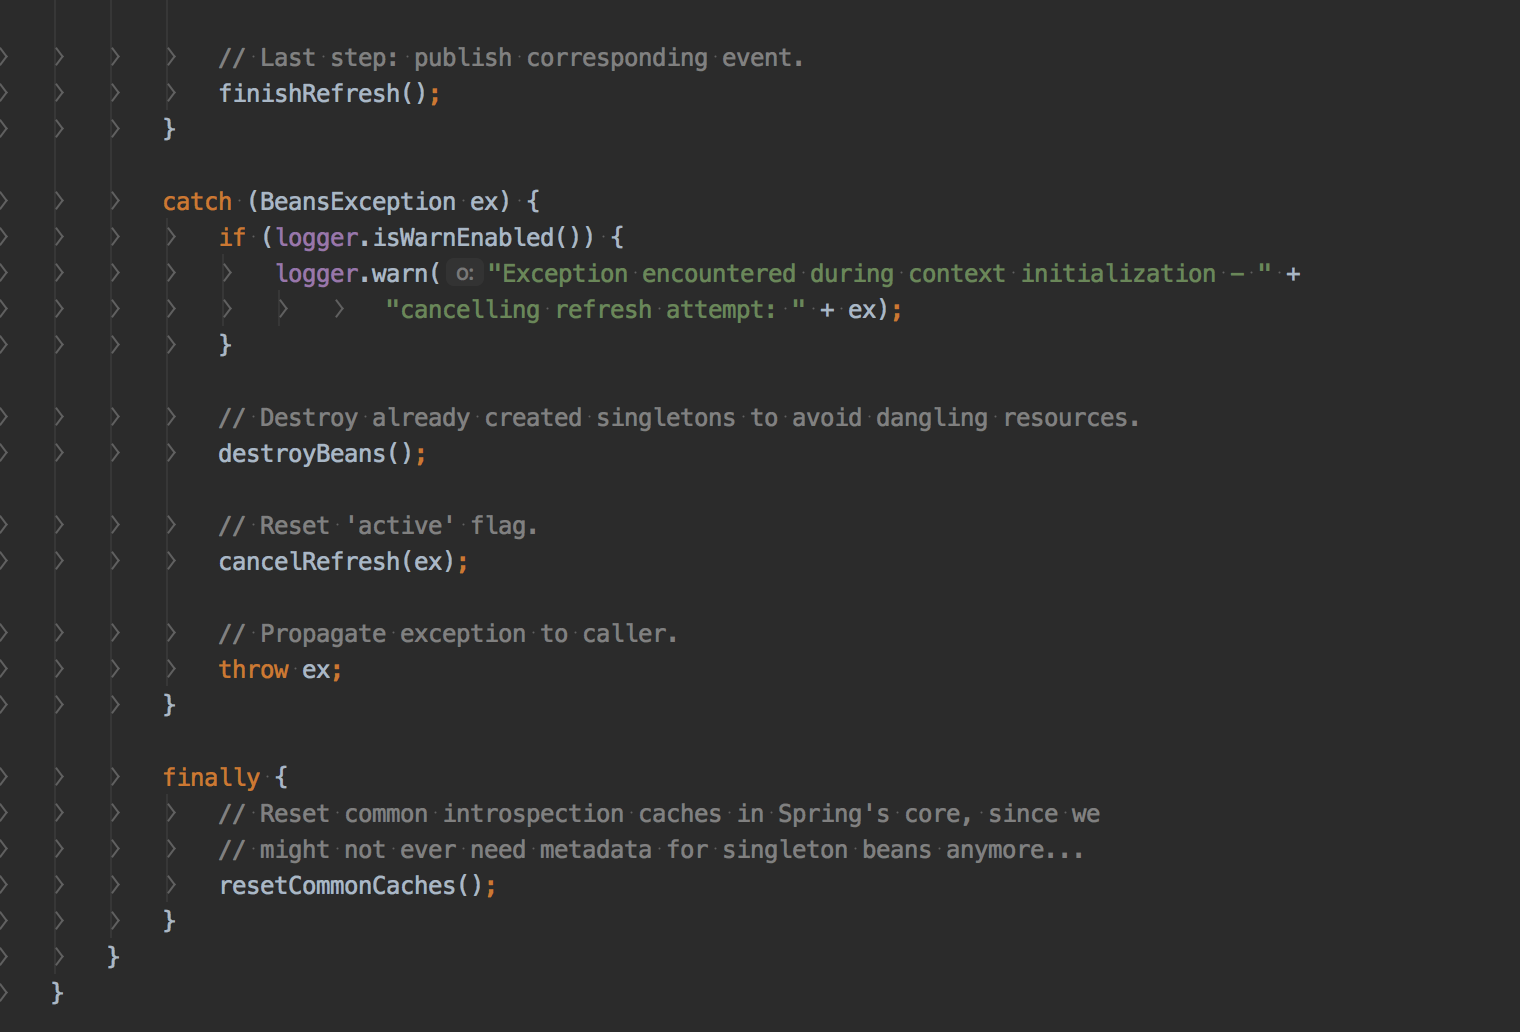 // Last step: publish corresponding event.
finishRefresh();
}
catch (BeansException ex) {
if (logger.isWarnEnabled()) {
logger.warn( o: "Exception encountered during context initialization - " +
"cancelling refresh attempt: " + ex);
}
// Destroy already created singletons to avoid dangling resources.
destroyBeans();
// Reset 'active' flag.
cancelRefresh(ex);
// Propagate exception to caller.
throw ex;
}
finally {
// Reset common introspection caches in Spring's core, since we
// might not ever need metadata for singleton beans anymore...
resetCommonCaches();
}
}
}